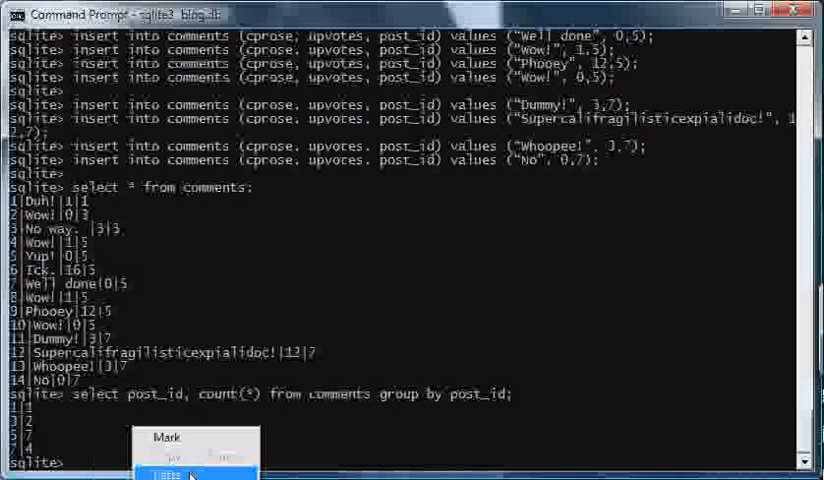 Command Prompt - sqlite3 blog.db
sqlite> insert into comments (cprose, upvotes, post_id) values ("Well done", 0,5);
sqlite> insert into comments (cprose, upvotes, post_id) values ("Wow!", 1,5);
sqlite> insert into comments (cprose, upvotes, post_id) values ("Phooey", 12,5);
sqlite> insert into comments (cprose, upvotes, post_id) values ("Wow!", 0,5);
sqlite>
sqlite> insert into comments (cprose, upvotes, post_id) values ("Dummy!", 3,7);
sqlite> insert into comments (cprose, upvotes, post_id) values ("Supercalifragilisticexpialidoc!", 1
2,7);
sqlite> insert into comments (cprose, upvotes, post_id) values ("Whoopee!", 3,7);
sqlite> insert into comments (cprose, upvotes, post_id) values ("No", 0,7);
sqlite>
sqlite> select * from comments;
1|Duh!|1|1
2|Wow!|0|3
3|No way. |3|3
4|Wow!|1|5
5|Yup!|0|5
6|Ick.|16|5
7|Well done|0|5
8|Wow!|1|5
9|Phooey|12|5
10|Wow!|0|5
11|Dummy!|3|7
12|Supercalifragilisticexpialidoc!|12|7
13|Whoopee!|3|7
14|No|0|7
sqlite> select post_id, count(*) from comments group by post_id;
1|1
3|2
5|7
7|4
sqlite>
Mark
Paste